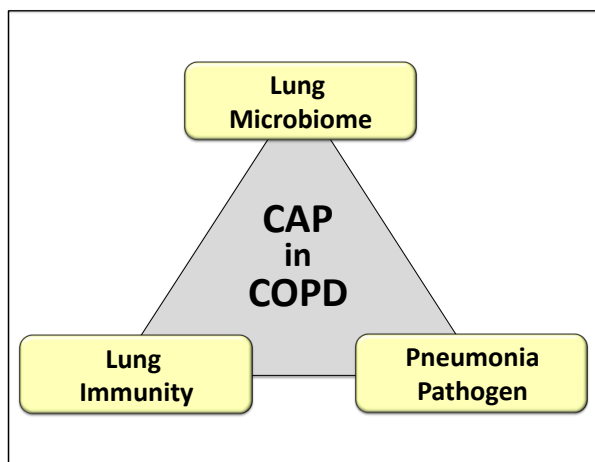 Lung
Microbiome
CAP
in
COPD
Lung
Immunity
Pneumonia
Pathogen